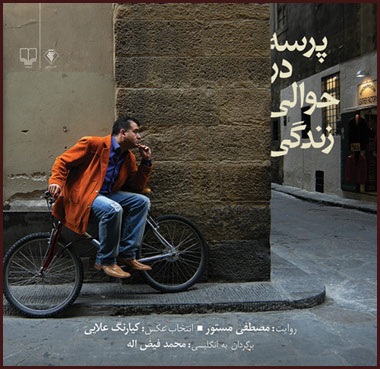 پرسه
در
حوالی
زندگی
روایت: مصطفی مستور ■ انتخاب عکس: کیارنگ علایی
برگردان به انگلیسی: محمد فیض اله